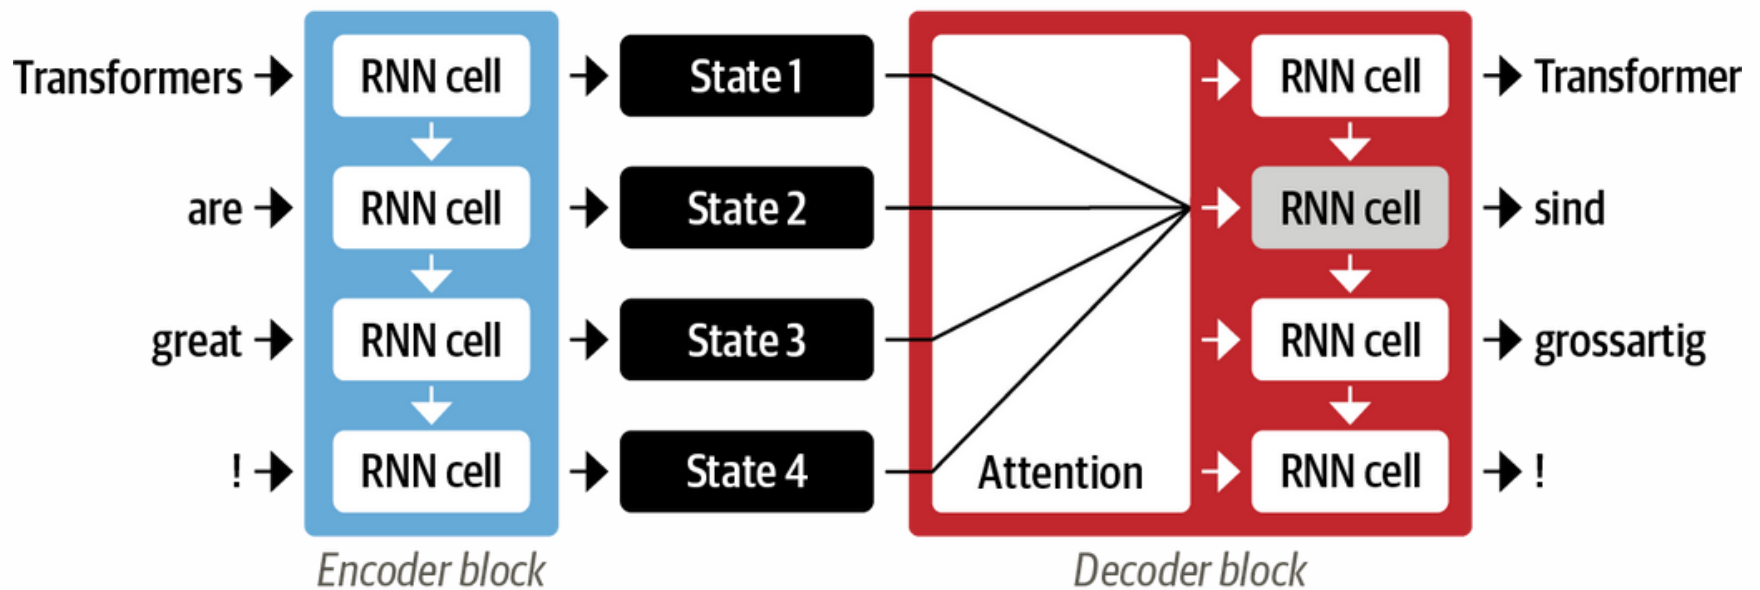 Transformers RNN cell State 1 RNN cell Transformer
are RNN cell State 2 RNN cell sind
great RNN cell State 3 RNN cell grossartig
! RNN cell State 4 Attention RNN cell !
Encoder block Decoder block